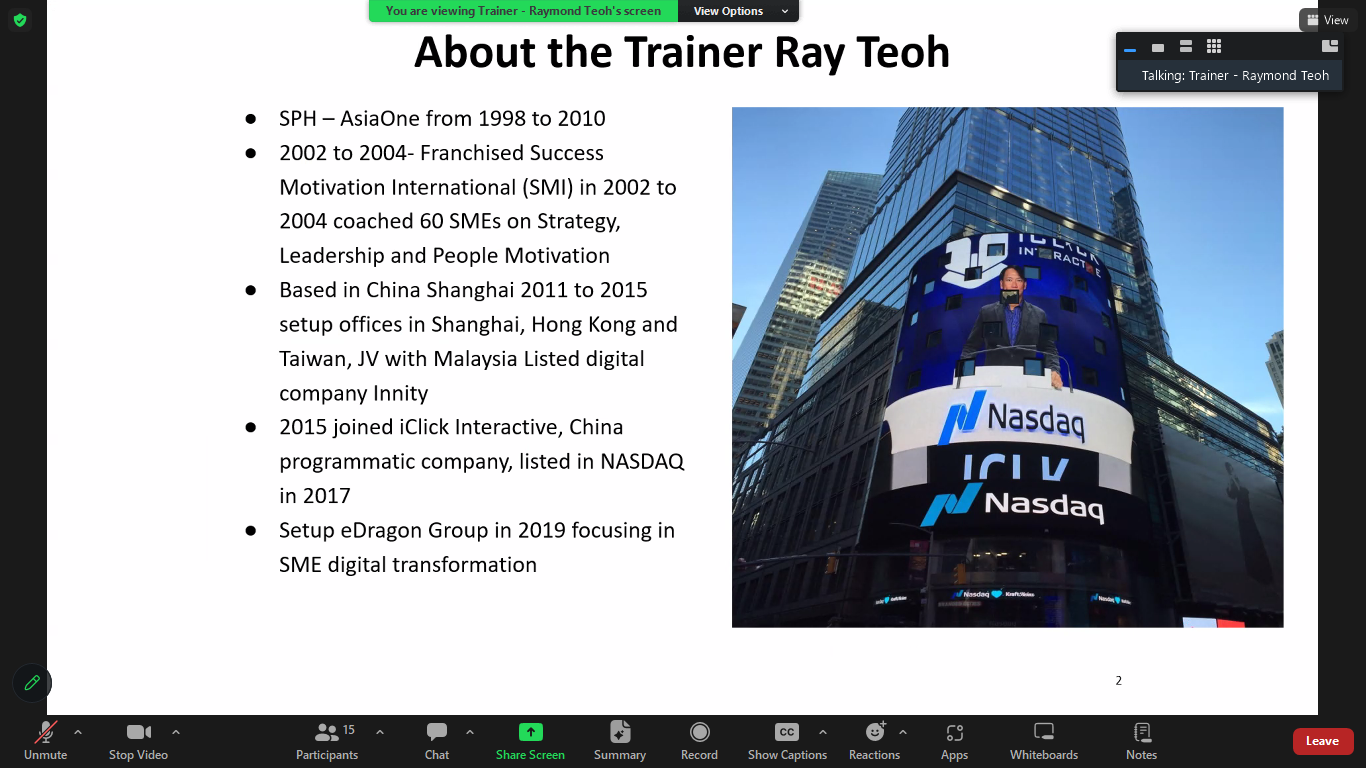 You are viewing Trainer - Raymond Teoh's screen
View Options
View
Talking: Trainer - Raymond Teoh
About the Trainer Ray Teoh
● SPH – AsiaOne from 1998 to 2010
● 2002 to 2004- Franchised Success
Motivation International (SMI) in 2002 to
2004 coached 60 SMEs on Strategy,
Leadership and People Motivation
● Based in China Shanghai 2011 to 2015
setup offices in Shanghai, Hong Kong and
Taiwan, JV with Malaysia Listed digital
company Innity
● 2015 joined iClick Interactive, China
programmatic company, listed in NASDAQ
in 2017
● Setup eDragon Group in 2019 focusing in
SME digital transformation
Nasdaq
ICLK
Nasdaq
Nasdaq
2
Unmute
Stop Video
Participants
15
Chat
Share Screen
Summary
Record
CC
Show Captions
Reactions
Apps
Whiteboards
Notes
Leave